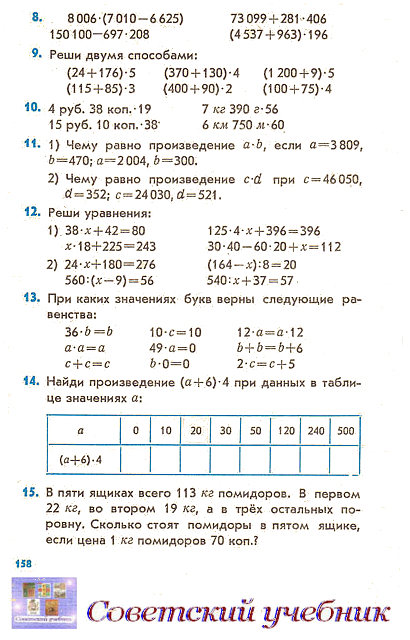 8. 8 006·(7 010−6 625) 73 099+281·406
150 100−697·208 (4 537+963)·196
9. Реши двумя способами:
(24+176)·5 (370+130)·4 (1 200+9)·5
(115+85)·3 (400+90)·2 (100+75)·4
10. 4 руб. 38 коп.·19 7 кг 390 г·56
15 руб. 10 коп.·38 6 км 750 м·60
11. 1) Чему равно произведение a·b, если a=3 809,
b=470; a=2 004, b=300.
2) Чему равно произведение c·d при c=46 050,
d=352; c=24 030, d=521.
12. Реши уравнения:
1) 38·x+42=80 125·4·x+396=396
x·18+225=243 30·40−60·20+x=112
2) 24·x+180=276 (164−x):8=20
560:(x−9)=56 540:x+37=57
13. При каких значениях букв верны следующие ра-
венства:
36·b=b 10·c=10 12·a=a·12
a·a=a 49·a=0 b+b=b+6
c+c=c b·0=0 2·c=c+5
14. Найди произведение (a+6)·4 при данных в табли-
це значениях a:
a 0 10 20 30 50 120 240 500
(a+6)·4
15. В пяти ящиках всего 113 кг помидоров. В первом
22 кг, во втором 19 кг, а в трёх остальных по-
ровну. Сколько стоят помидоры в пятом ящике,
если цена 1 кг помидоров 70 коп.?
158
Советский учебник
Советский учебник